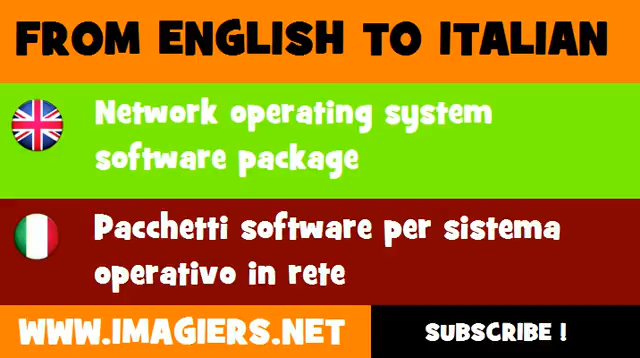 FROM ENGLISH TO ITALIAN
Network operating system
software package
Pacchetti software per sistema
operativo in rete
WWW.IMAGIERS.NET
SUBSCRIBE !